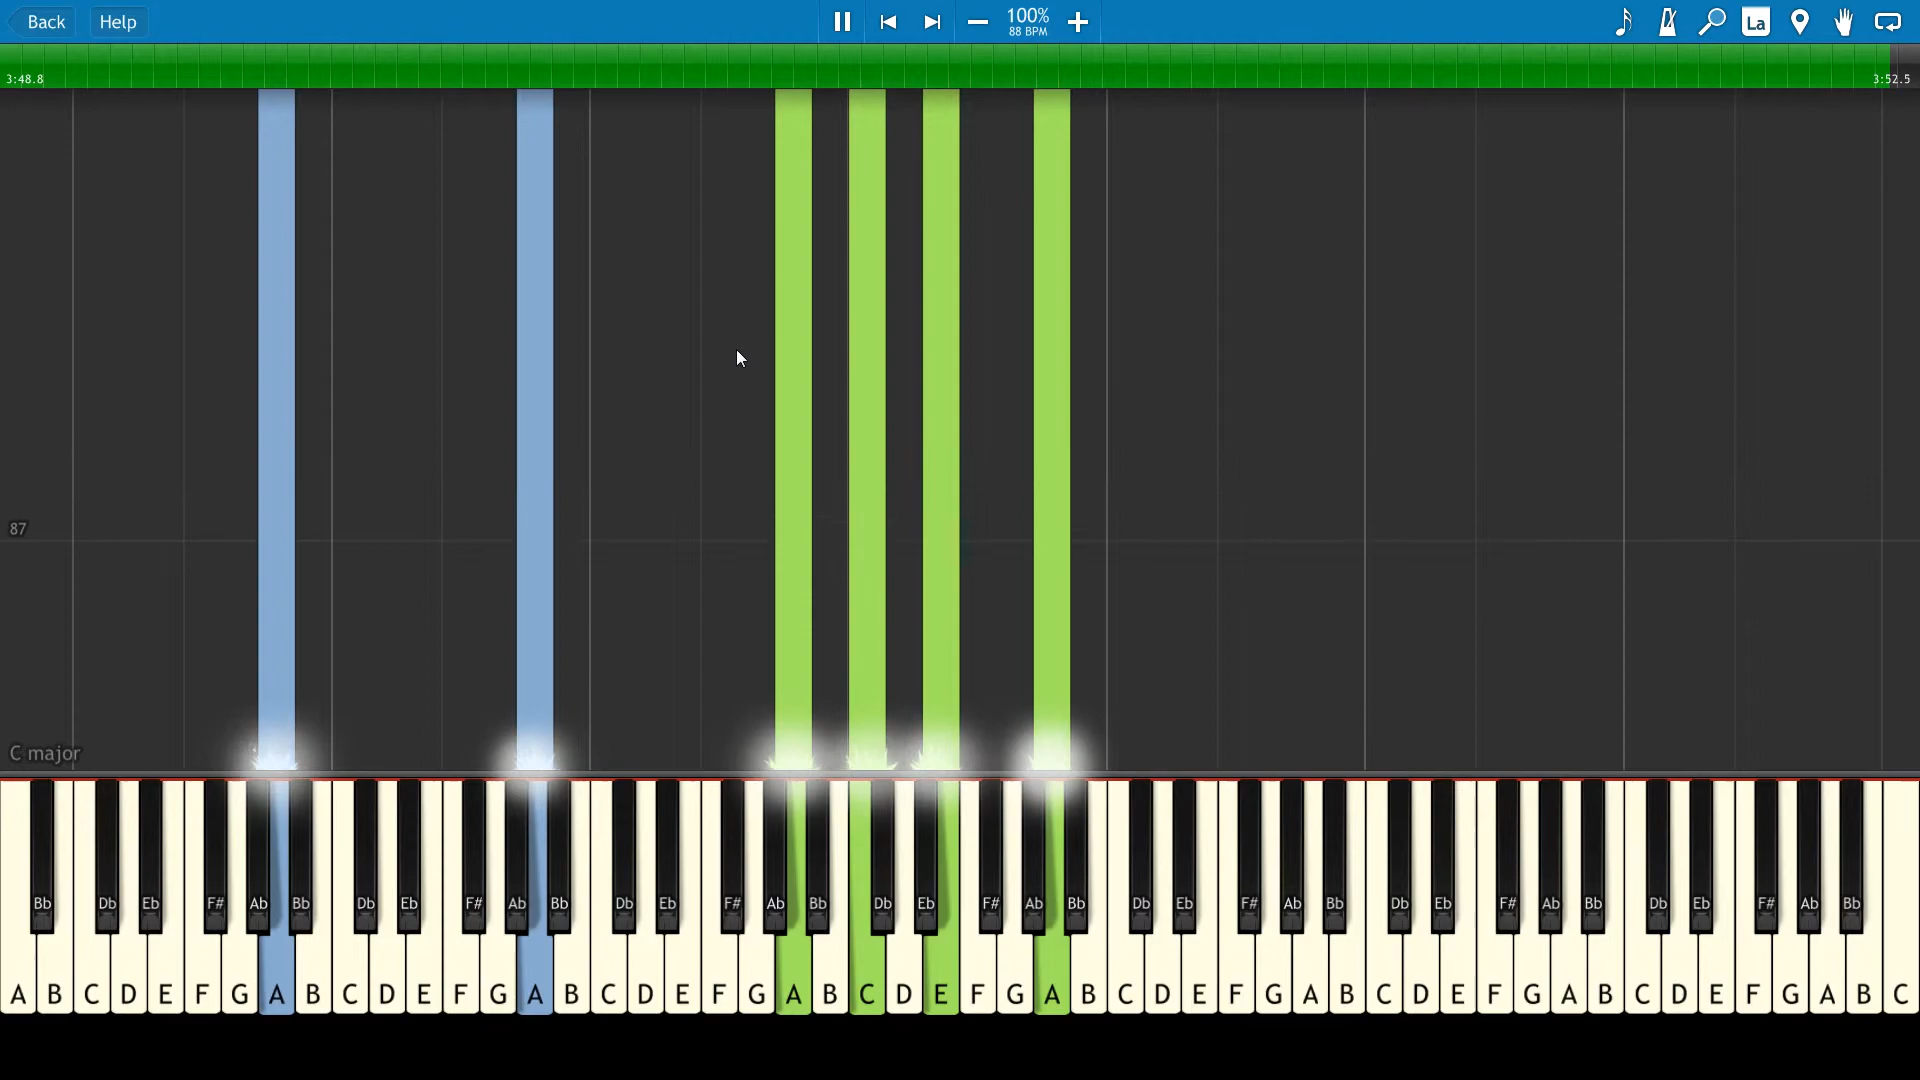 Back Help 100% La
88 BPM
3:48.8 3:52.5
87
C major
Bb Db Eb F# Ab Bb Db Eb F# Ab Bb Db Eb F# Ab Bb Db Eb F# Ab Bb Db Eb F# Ab Bb Db Eb F# Ab Bb Db Eb F# Ab Bb
A B C D E F G A B C D E F G A B C D E F G A B C D E F G A B C D E F G A B C D E F G A B C D E F G A B C